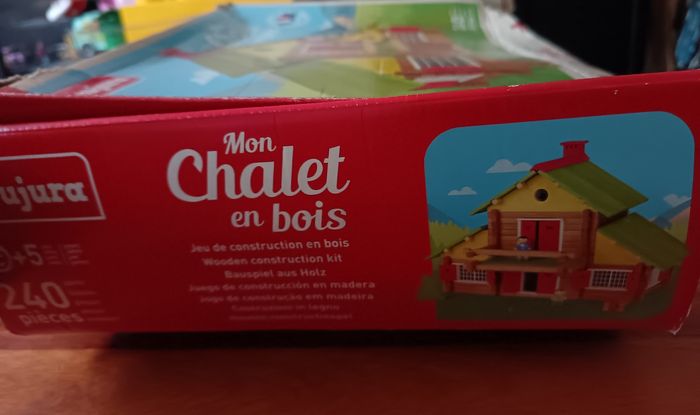 Mon
Chalet
en bois
ujura
Jeu de construction en bois
Wooden construction kit
Bauspiel aus Holz
Juego de construcción en madera
Jogo de construcão em madeira
+5
240
pièces